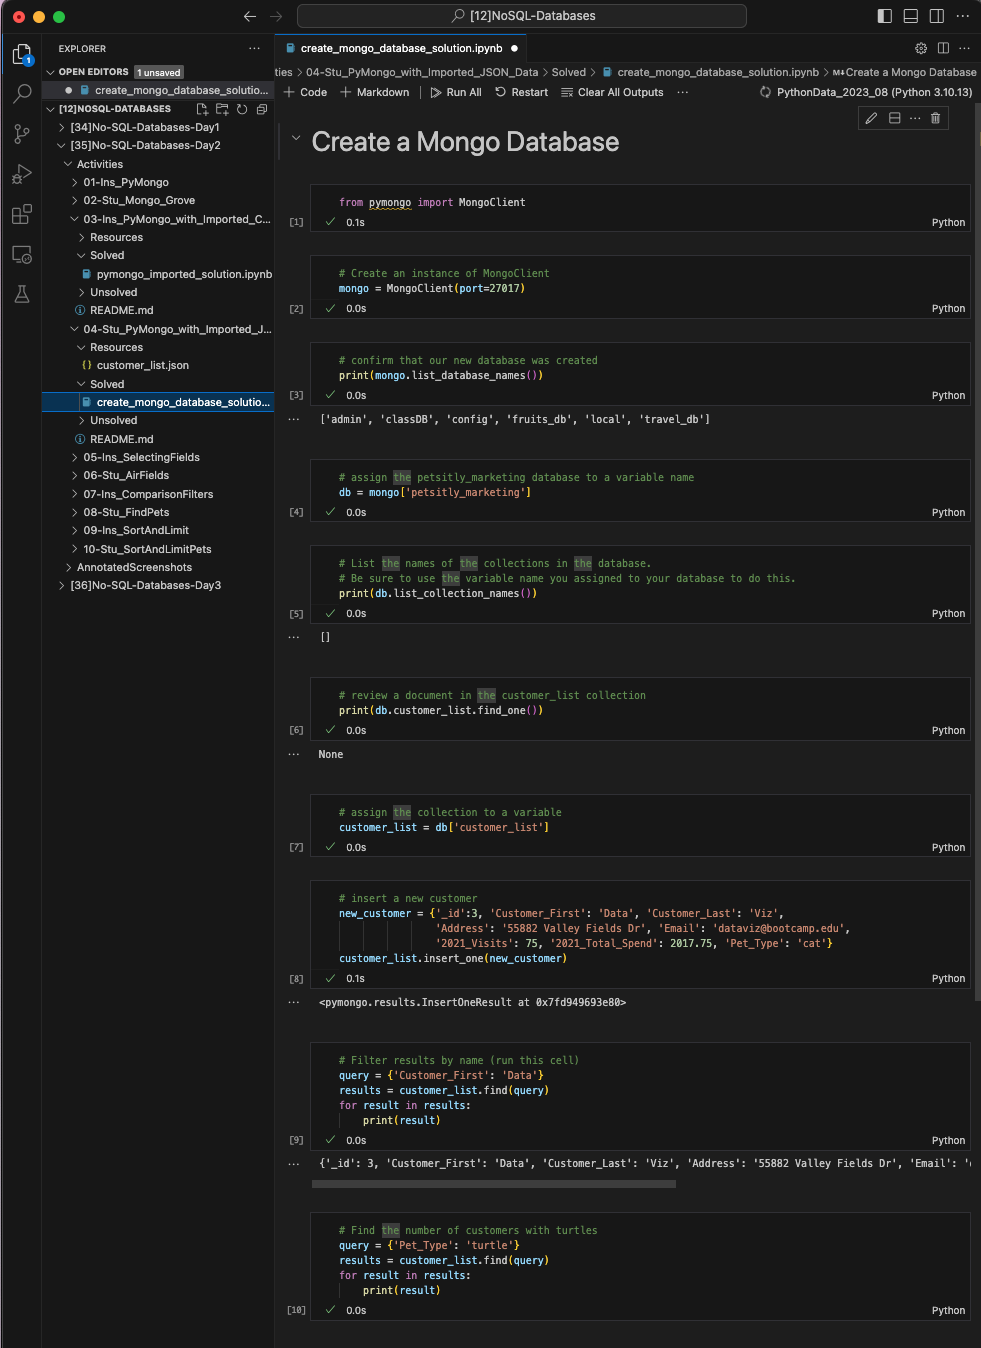 [12]NoSQL-Databases
EXPLORER
OPEN EDITORS 1 unsaved
create_mongo_database_solutio...
[12]NOSQL-DATABASES
[34]No-SQL-Databases-Day1
[35]No-SQL-Databases-Day2
Activities
01-Ins_PyMongo
02-Stu_Mongo_Grove
03-Ins_PyMongo_with_Imported_C...
Resources
Solved
pymongo_imported_solution.ipynb
Unsolved
README.md
04-Stu_PyMongo_with_Imported_J...
Resources
{} customer_list.json
Solved
create_mongo_database_solutio...
Unsolved
README.md
05-Ins_SelectingFields
06-Stu_AirFields
07-Ins_ComparisonFilters
08-Stu_FindPets
09-Ins_SortAndLimit
10-Stu_SortAndLimitPets
AnnotatedScreenshots
[36]No-SQL-Databases-Day3
1
create_mongo_database_solution.ipynb
ties > 04-Stu_PyMongo_with_Imported_JSON_Data > Solved > create_mongo_database_solution.ipynb > M↓Create a Mongo Database
+ Code + Markdown | Run All Restart Clear All Outputs ... PythonData_2023_08 (Python 3.10.13)
Create a Mongo Database
from pymongo import MongoClient
[1] ✓ 0.1s Python
# Create an instance of MongoClient
mongo = MongoClient(port=27017)
[2] ✓ 0.0s Python
# confirm that our new database was created
print(mongo.list_database_names())
[3] ✓ 0.0s Python
... ['admin', 'classDB', 'config', 'fruits_db', 'local', 'travel_db']
# assign the petsitly_marketing database to a variable name
db = mongo['petsitly_marketing']
[4] ✓ 0.0s Python
# List the names of the collections in the database.
# Be sure to use the variable name you assigned to your database to do this.
print(db.list_collection_names())
[5] ✓ 0.0s Python
... []
# review a document in the customer_list collection
print(db.customer_list.find_one())
[6] ✓ 0.0s Python
... None
# assign the collection to a variable
customer_list = db['customer_list']
[7] ✓ 0.0s Python
# insert a new customer
new_customer = {'_id':3, 'Customer_First': 'Data', 'Customer_Last': 'Viz',
'Address': '55882 Valley Fields Dr', 'Email': 'dataviz@bootcamp.edu',
'2021_Visits': 75, '2021_Total_Spend': 2017.75, 'Pet_Type': 'cat'}
customer_list.insert_one(new_customer)
[8] ✓ 0.1s Python
... <pymongo.results.InsertOneResult at 0x7fd949693e80>
# Filter results by name (run this cell)
query = {'Customer_First': 'Data'}
results = customer_list.find(query)
for result in results:
print(result)
[9] ✓ 0.0s Python
... {'_id': 3, 'Customer_First': 'Data', 'Customer_Last': 'Viz', 'Address': '55882 Valley Fields Dr', 'Email': '
# Find the number of customers with turtles
query = {'Pet_Type': 'turtle'}
results = customer_list.find(query)
for result in results:
print(result)
[10] ✓ 0.0s Python